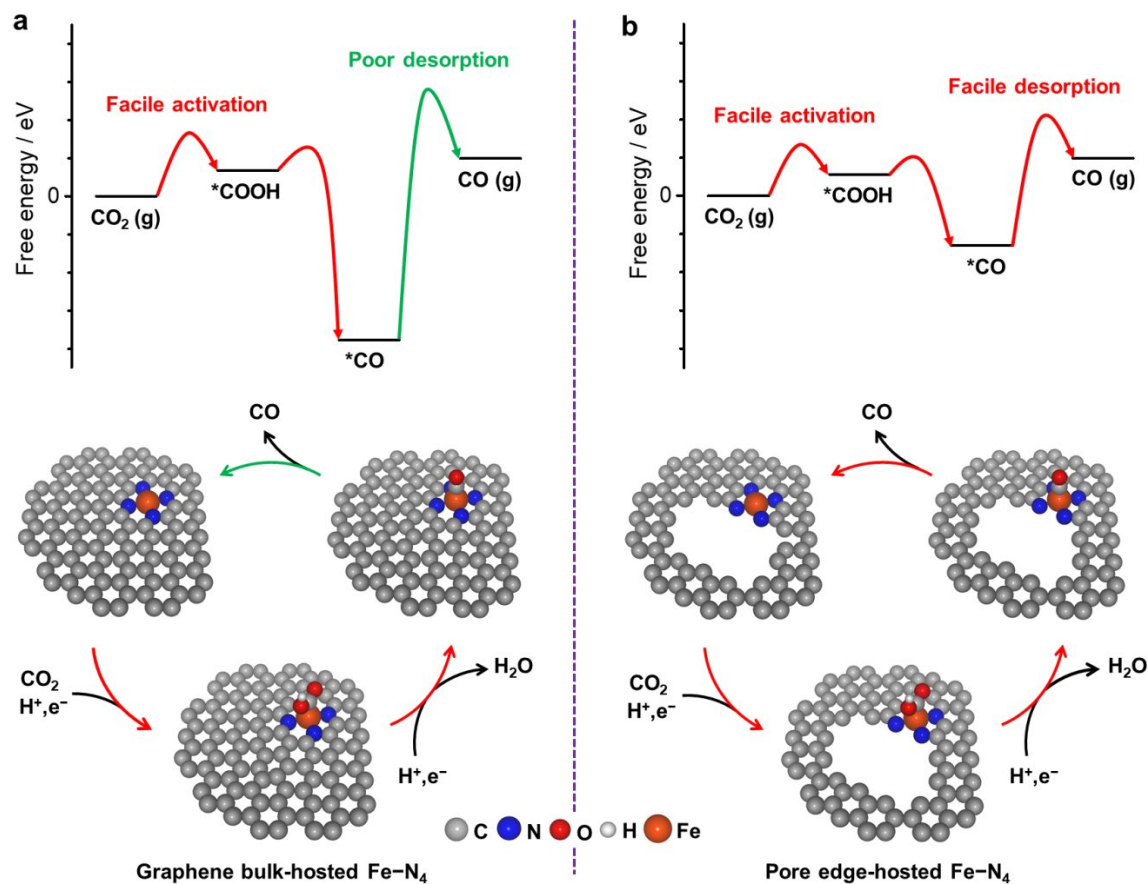 a
Free energy / eV
0
CO₂ (g)
Facile activation
*COOH
*CO
Poor desorption
CO (g)
CO
CO₂
H⁺,e⁻
H⁺,e⁻
H₂O
Graphene bulk-hosted Fe−N₄
b
Free energy / eV
0
CO₂ (g)
Facile activation
*COOH
*CO
Facile desorption
CO (g)
CO
CO₂
H⁺,e⁻
H⁺,e⁻
H₂O
Pore edge-hosted Fe−N₄
C N O H Fe